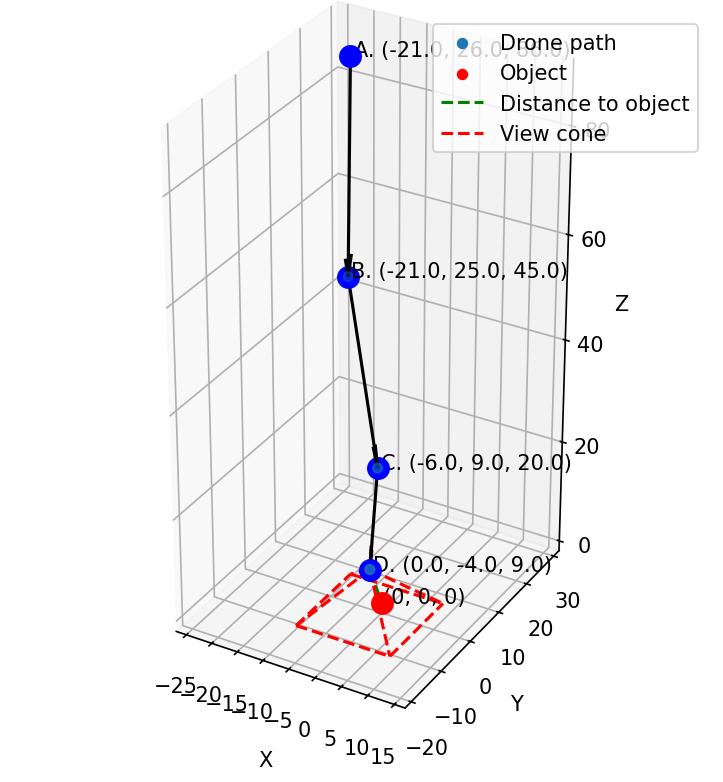 A. (-21.0, 26.0, 86.0)
Drone path
Object
Distance to object
View cone
80
B. (-21.0, 25.0, 45.0)
60
Z
40
C. (-6.0, 9.0, 20.0)
20
0
D. (0.0, -4.0, 9.0)
(0, 0, 0)
30
20
10
0
−10
−20
Y
−25
−20
−15
−10
−5
0
5
10
15
X